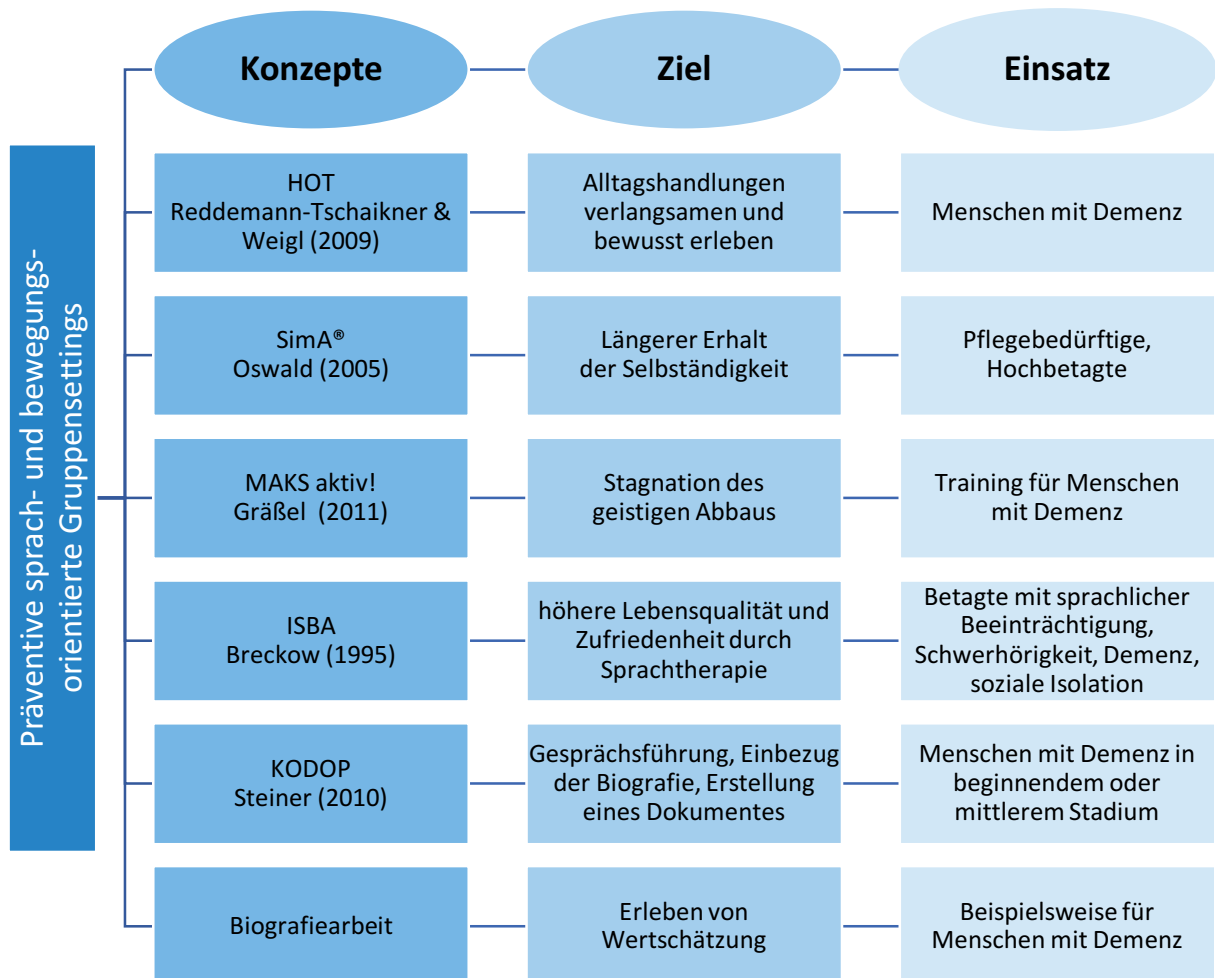 Präventive sprach- und bewegungs-
orientierte Gruppensettings
Konzepte
Ziel
Einsatz
HOT
Reddemann-Tschaikner &
Weigl (2009)
Alltagshandlungen
verlangsamen und
bewusst erleben
Menschen mit Demenz
SimA®
Oswald (2005)
Längerer Erhalt
der Selbständigkeit
Pflegebedürftige,
Hochbetagte
MAKS aktiv!
Gräßel (2011)
Stagnation des
geistigen Abbaus
Training für Menschen
mit Demenz
ISBA
Breckow (1995)
höhere Lebensqualität und
Zufriedenheit durch
Sprachtherapie
Betagte mit sprachlicher
Beeinträchtigung,
Schwerhörigkeit, Demenz,
soziale Isolation
KODOP
Steiner (2010)
Gesprächsführung, Einbezug
der Biografie, Erstellung
eines Dokumentes
Menschen mit Demenz in
beginnendem oder
mittlerem Stadium
Biografiearbeit
Erleben von
Wertschätzung
Beispielsweise für
Menschen mit Demenz